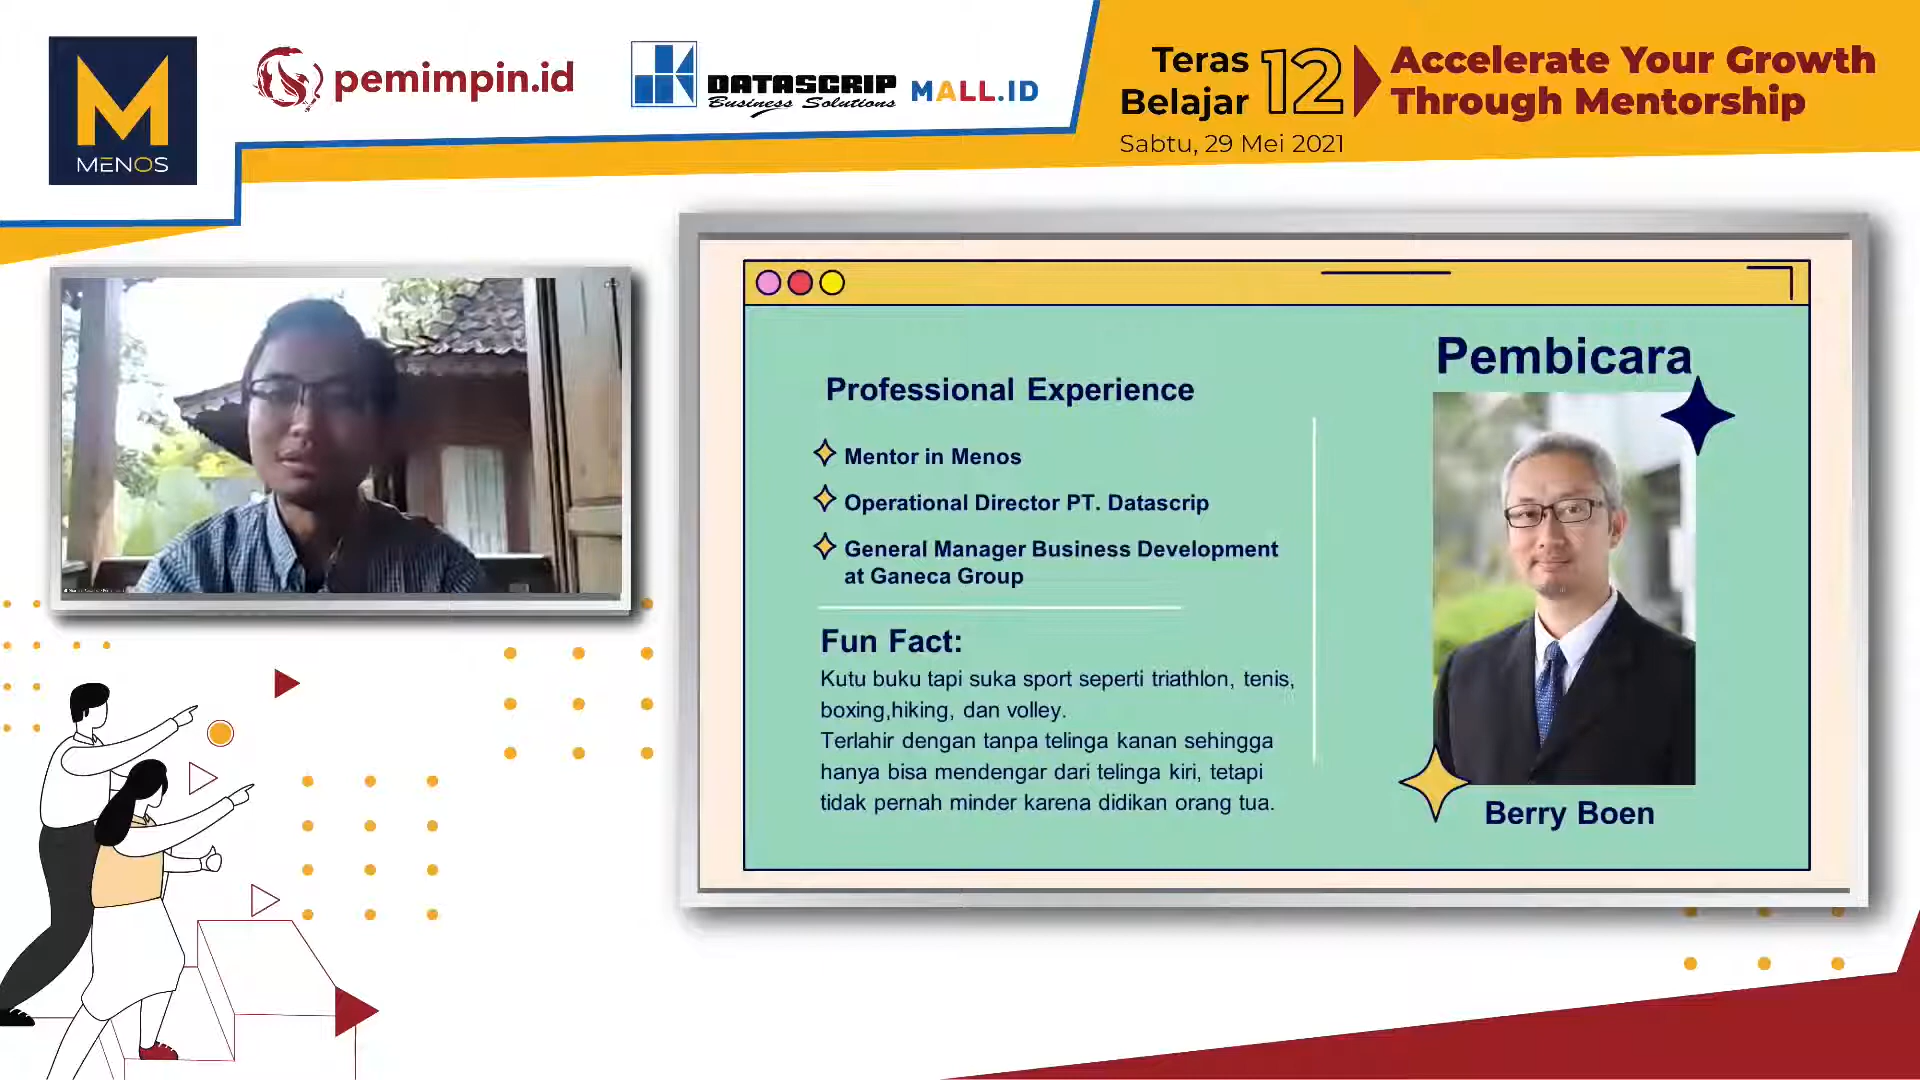 M
MENOS
pemimpin.id
DATASCRIP
Business Solutions
MALL.ID
Teras
Belajar
12
Accelerate Your Growth
Through Mentorship
Sabtu, 29 Mei 2021
Pembicara
Professional Experience
Mentor in Menos
Operational Director PT. Datascrip
General Manager Business Development
at Ganeca Group
Fun Fact:
Kutu buku tapi suka sport seperti triathlon, tenis,
boxing,hiking, dan volley.
Terlahir dengan tanpa telinga kanan sehingga
hanya bisa mendengar dari telinga kiri, tetapi
tidak pernah minder karena didikan orang tua.
Berry Boen